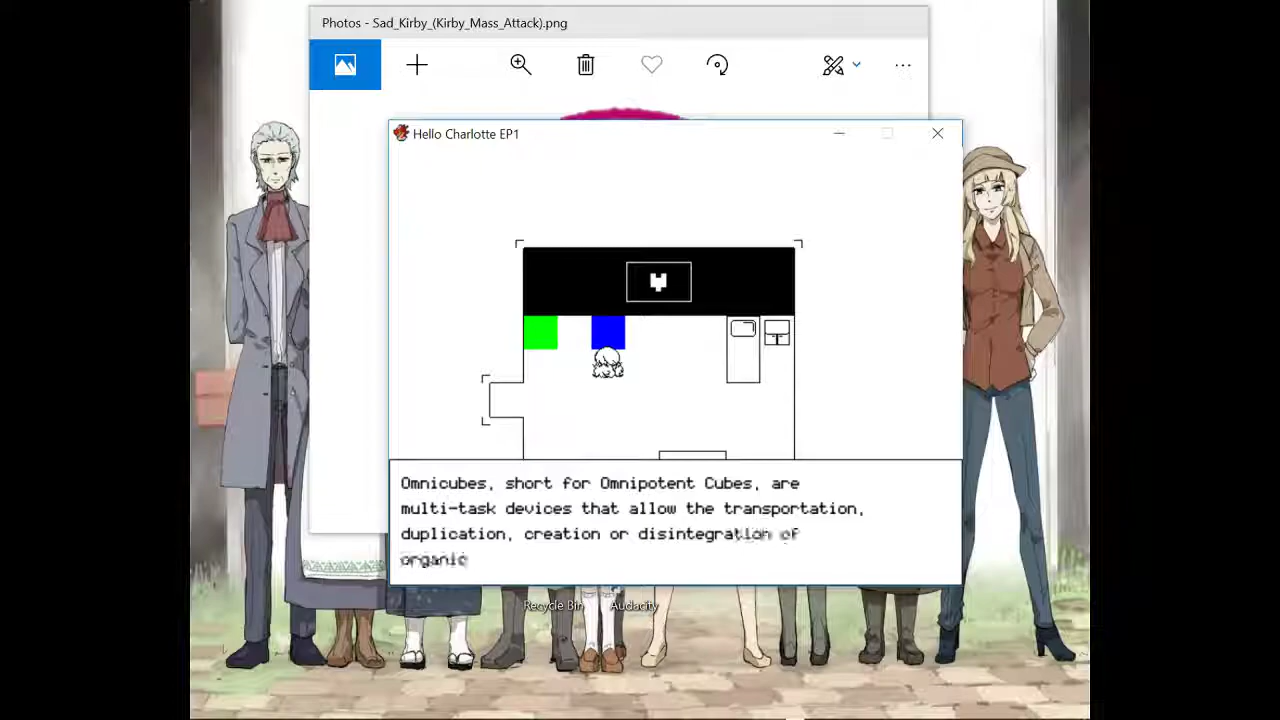 Photos - Sad_Kirby_(Kirby_Mass_Attack).png
Hello Charlotte EP1
Omnicubes, short for Omnipotent Cubes, are
multi-task devices that allow the transportation,
duplication, creation or disintegration of
organic
Recycle Bin Audacity